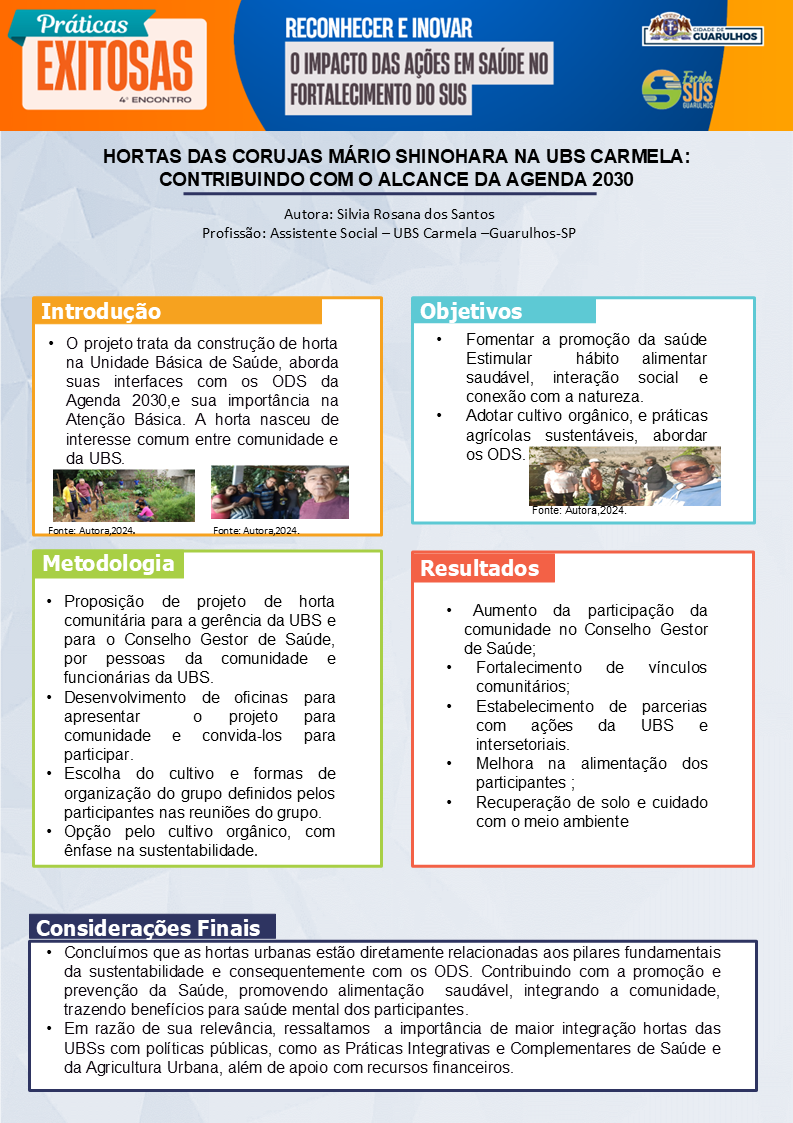 Práticas
EXITOSAS
4º ENCONTRO
RECONHECER E INOVAR
O IMPACTO DAS AÇÕES EM SAÚDE NO
FORTALECIMENTO DO SUS
CIDADE DE
GUARULHOS
Escola
SUS
GUARULHOS
HORTAS DAS CORUJAS MÁRIO SHINOHARA NA UBS CARMELA:
CONTRIBUINDO COM O ALCANCE DA AGENDA 2030
Autora: Silvia Rosana dos Santos
Profissão: Assistente Social – UBS Carmela –Guarulhos-SP
Introdução
• O projeto trata da construção de horta
na Unidade Básica de Saúde, aborda
suas interfaces com os ODS da
Agenda 2030,e sua importância na
Atenção Básica. A horta nasceu de
interesse comum entre comunidade e
da UBS.
Fonte: Autora,2024.
Fonte: Autora,2024.
Objetivos
• Fomentar a promoção da saúde
Estimular hábito alimentar
saudável, interação social e
conexão com a natureza.
• Adotar cultivo orgânico, e práticas
agrícolas sustentáveis, abordar
os ODS.
Fonte: Autora,2024.
Metodologia
• Proposição de projeto de horta
comunitária para a gerência da UBS e
para o Conselho Gestor de Saúde,
por pessoas da comunidade e
funcionárias da UBS.
• Desenvolvimento de oficinas para
apresentar o projeto para
comunidade e convida-los para
participar.
• Escolha do cultivo e formas de
organização do grupo definidos pelos
participantes nas reuniões do grupo.
• Opção pelo cultivo orgânico, com
ênfase na sustentabilidade.
Resultados
• Aumento da participação da
comunidade no Conselho Gestor
de Saúde;
• Fortalecimento de vínculos
comunitários;
• Estabelecimento de parcerias
com ações da UBS e
intersetoriais.
• Melhora na alimentação dos
participantes ;
• Recuperação de solo e cuidado
com o meio ambiente
Considerações Finais
• Concluímos que as hortas urbanas estão diretamente relacionadas aos pilares fundamentais
da sustentabilidade e consequentemente com os ODS. Contribuindo com a promoção e
prevenção da Saúde, promovendo alimentação saudável, integrando a comunidade,
trazendo benefícios para saúde mental dos participantes.
• Em razão de sua relevância, ressaltamos a importância de maior integração hortas das
UBSs com políticas públicas, como as Práticas Integrativas e Complementares de Saúde e
da Agricultura Urbana, além de apoio com recursos financeiros.